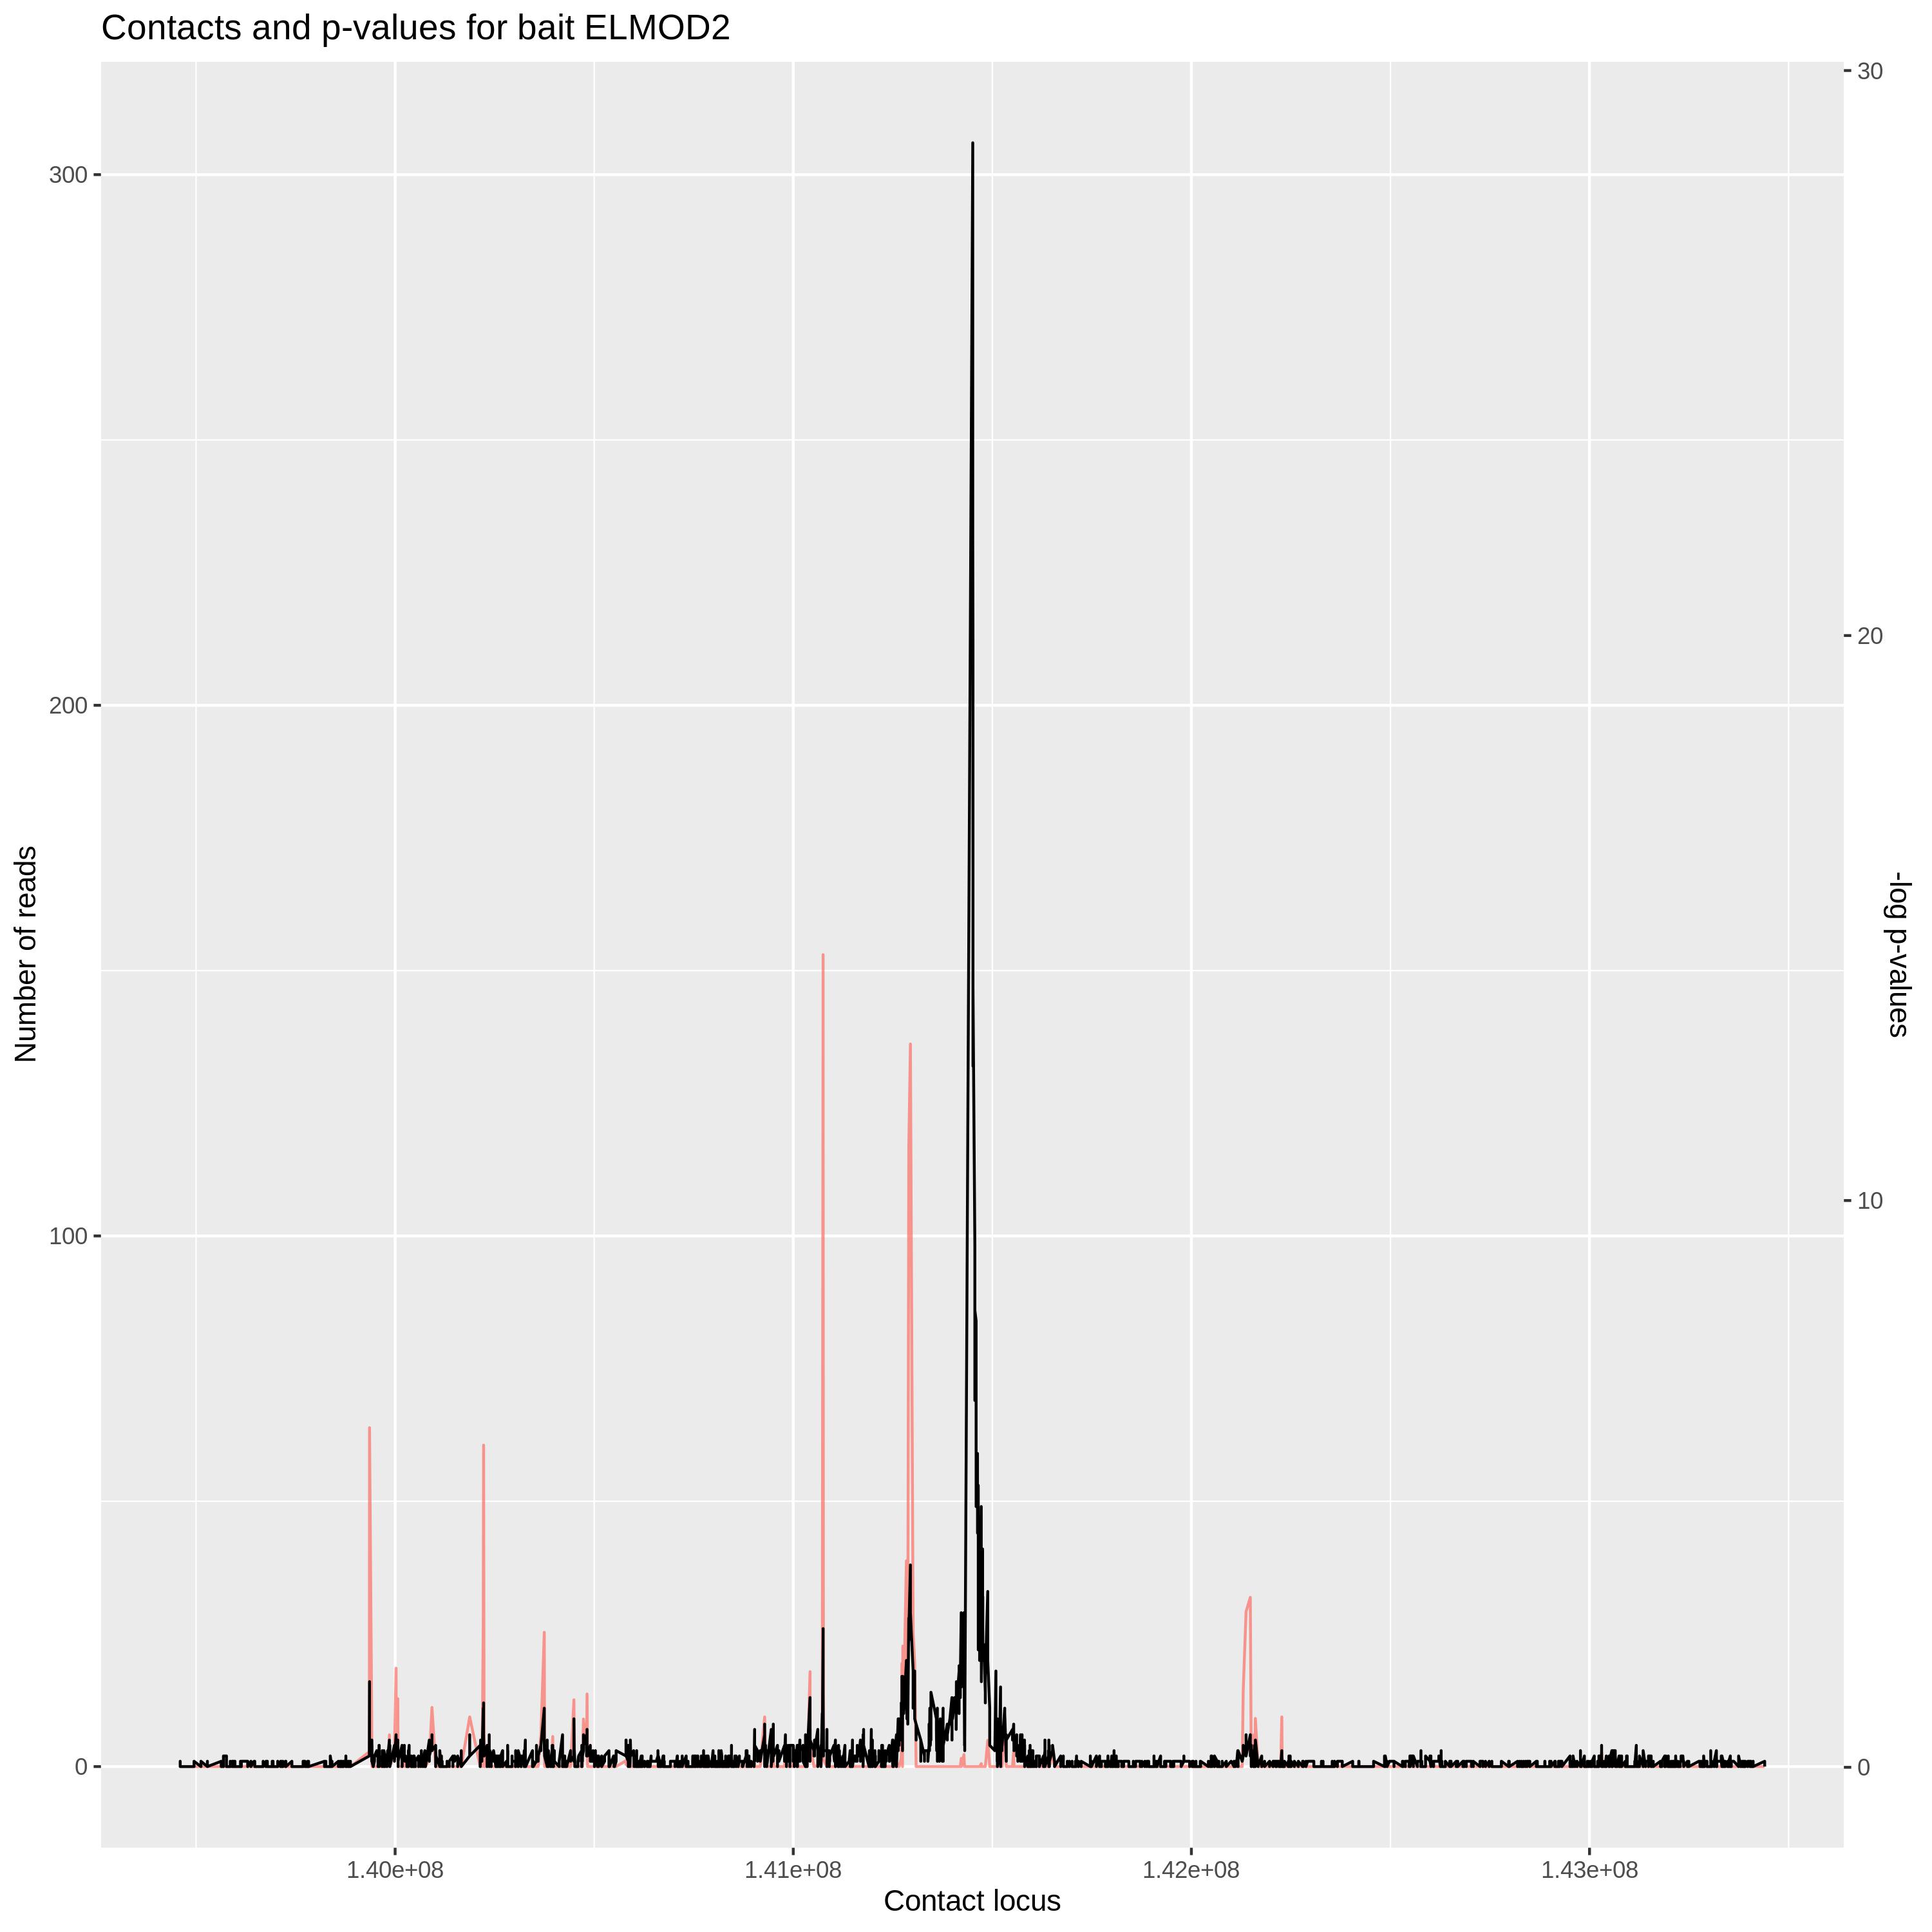 Contacts and p-values for bait ELMOD2
Number of reads
300
200
100
0
30
20
10
0
-log p-values
1.40e+08 1.41e+08 1.42e+08 1.43e+08
Contact locus